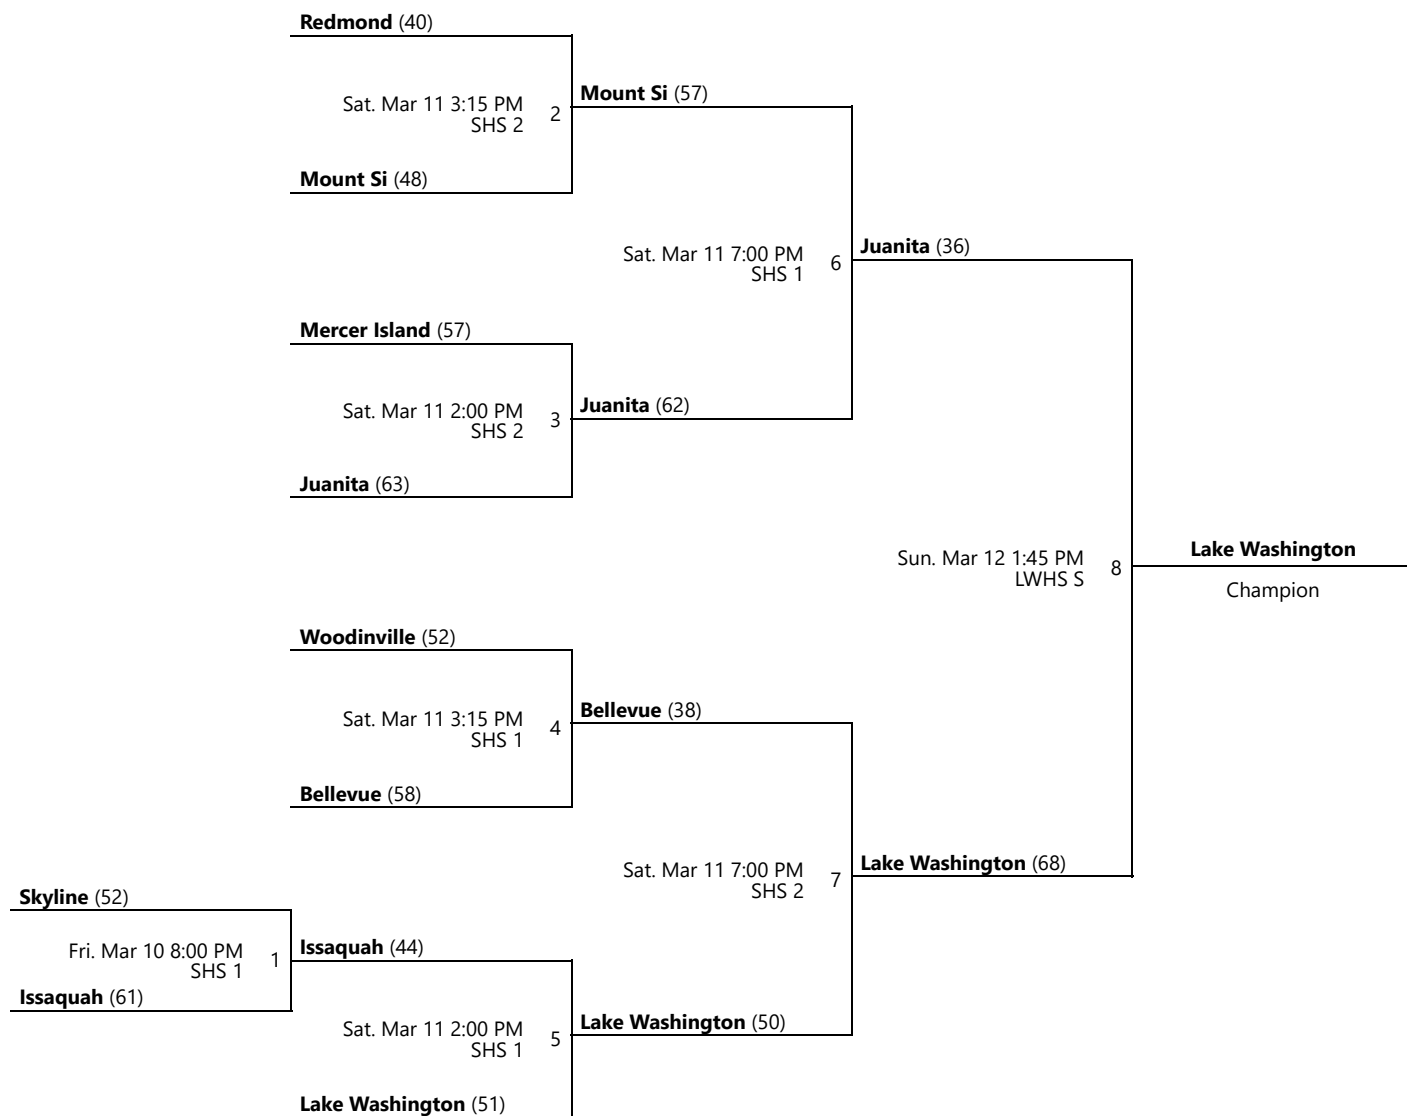 Redmond (40)
Sat. Mar 11 3:15 PM
SHS 2
2
Mount Si (57)
Mount Si (48)
Sat. Mar 11 7:00 PM
SHS 1
6
Juanita (36)
Mercer Island (57)
Sat. Mar 11 2:00 PM
SHS 2
3
Juanita (62)
Juanita (63)
Sun. Mar 12 1:45 PM
LWHS S
8
Lake Washington
Champion
Woodinville (52)
Sat. Mar 11 3:15 PM
SHS 1
4
Bellevue (38)
Bellevue (58)
Sat. Mar 11 7:00 PM
SHS 2
7
Lake Washington (68)
Skyline (52)
Fri. Mar 10 8:00 PM
SHS 1
1
Issaquah (44)
Issaquah (61)
Sat. Mar 11 2:00 PM
SHS 1
5
Lake Washington (50)
Lake Washington (51)